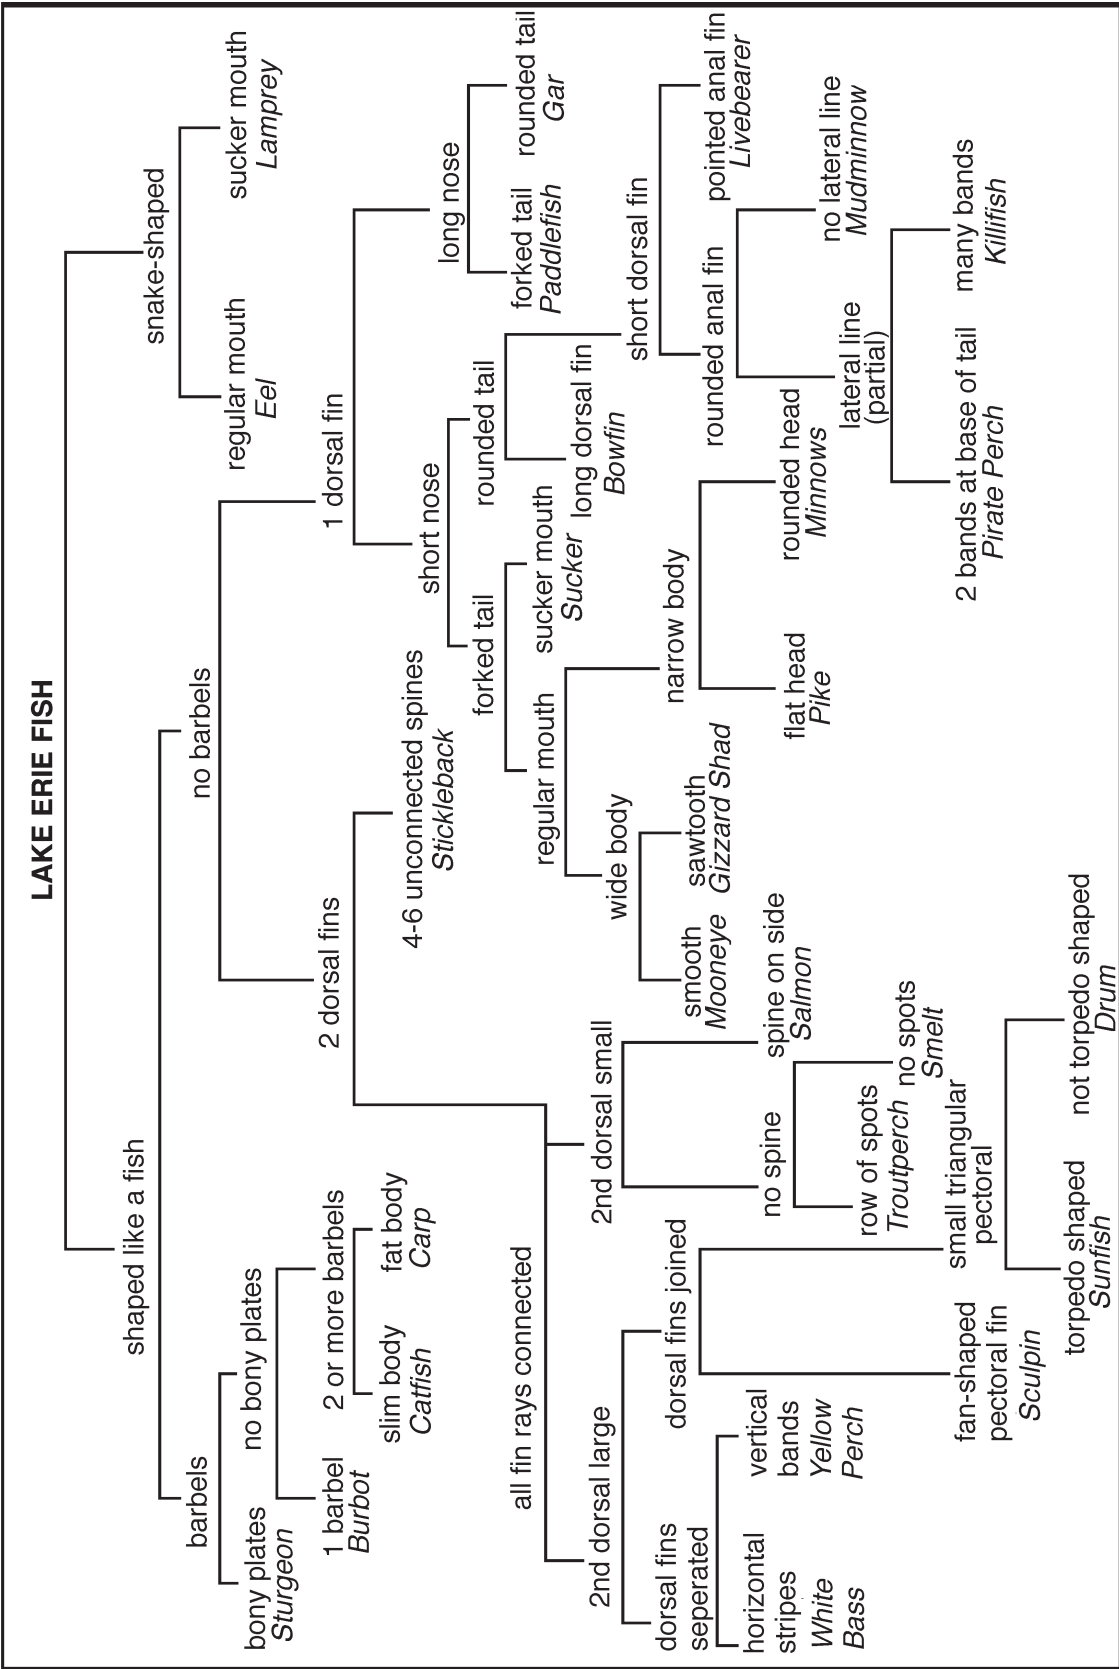 LAKE ERIE FISH
shaped like a fish
snake-shaped
barbels
no barbels
regular mouth
Eel
sucker mouth
Lamprey
bony plates
Sturgeon
no bony plates
1 barbel
Burbot
2 or more barbels
slim body
Catfish
fat body
Carp
2 dorsal fins
1 dorsal fin
all fin rays connected
4-6 unconnected spines
Stickleback
short nose
long nose
forked tail
rounded tail
forked tail
Paddlefish
rounded tail
Gar
regular mouth
sucker mouth
Sucker
long dorsal fin
Bowfin
short dorsal fin
2nd dorsal large
2nd dorsal small
wide body
narrow body
rounded anal fin
pointed anal fin
Livebearer
dorsal fins
seperated
dorsal fins joined
smooth
Mooneye
sawtooth
Gizzard Shad
horizontal
stripes
White
Bass
vertical
bands
Yellow
Perch
no spine
spine on side
Salmon
flat head
Pike
rounded head
Minnows
lateral line
(partial)
no lateral line
Mudminnow
row of spots
Troutperch
no spots
Smelt
fan-shaped
pectoral fin
Sculpin
small triangular
pectoral
2 bands at base of tail
Pirate Perch
many bands
Killifish
torpedo shaped
Sunfish
not torpedo shaped
Drum